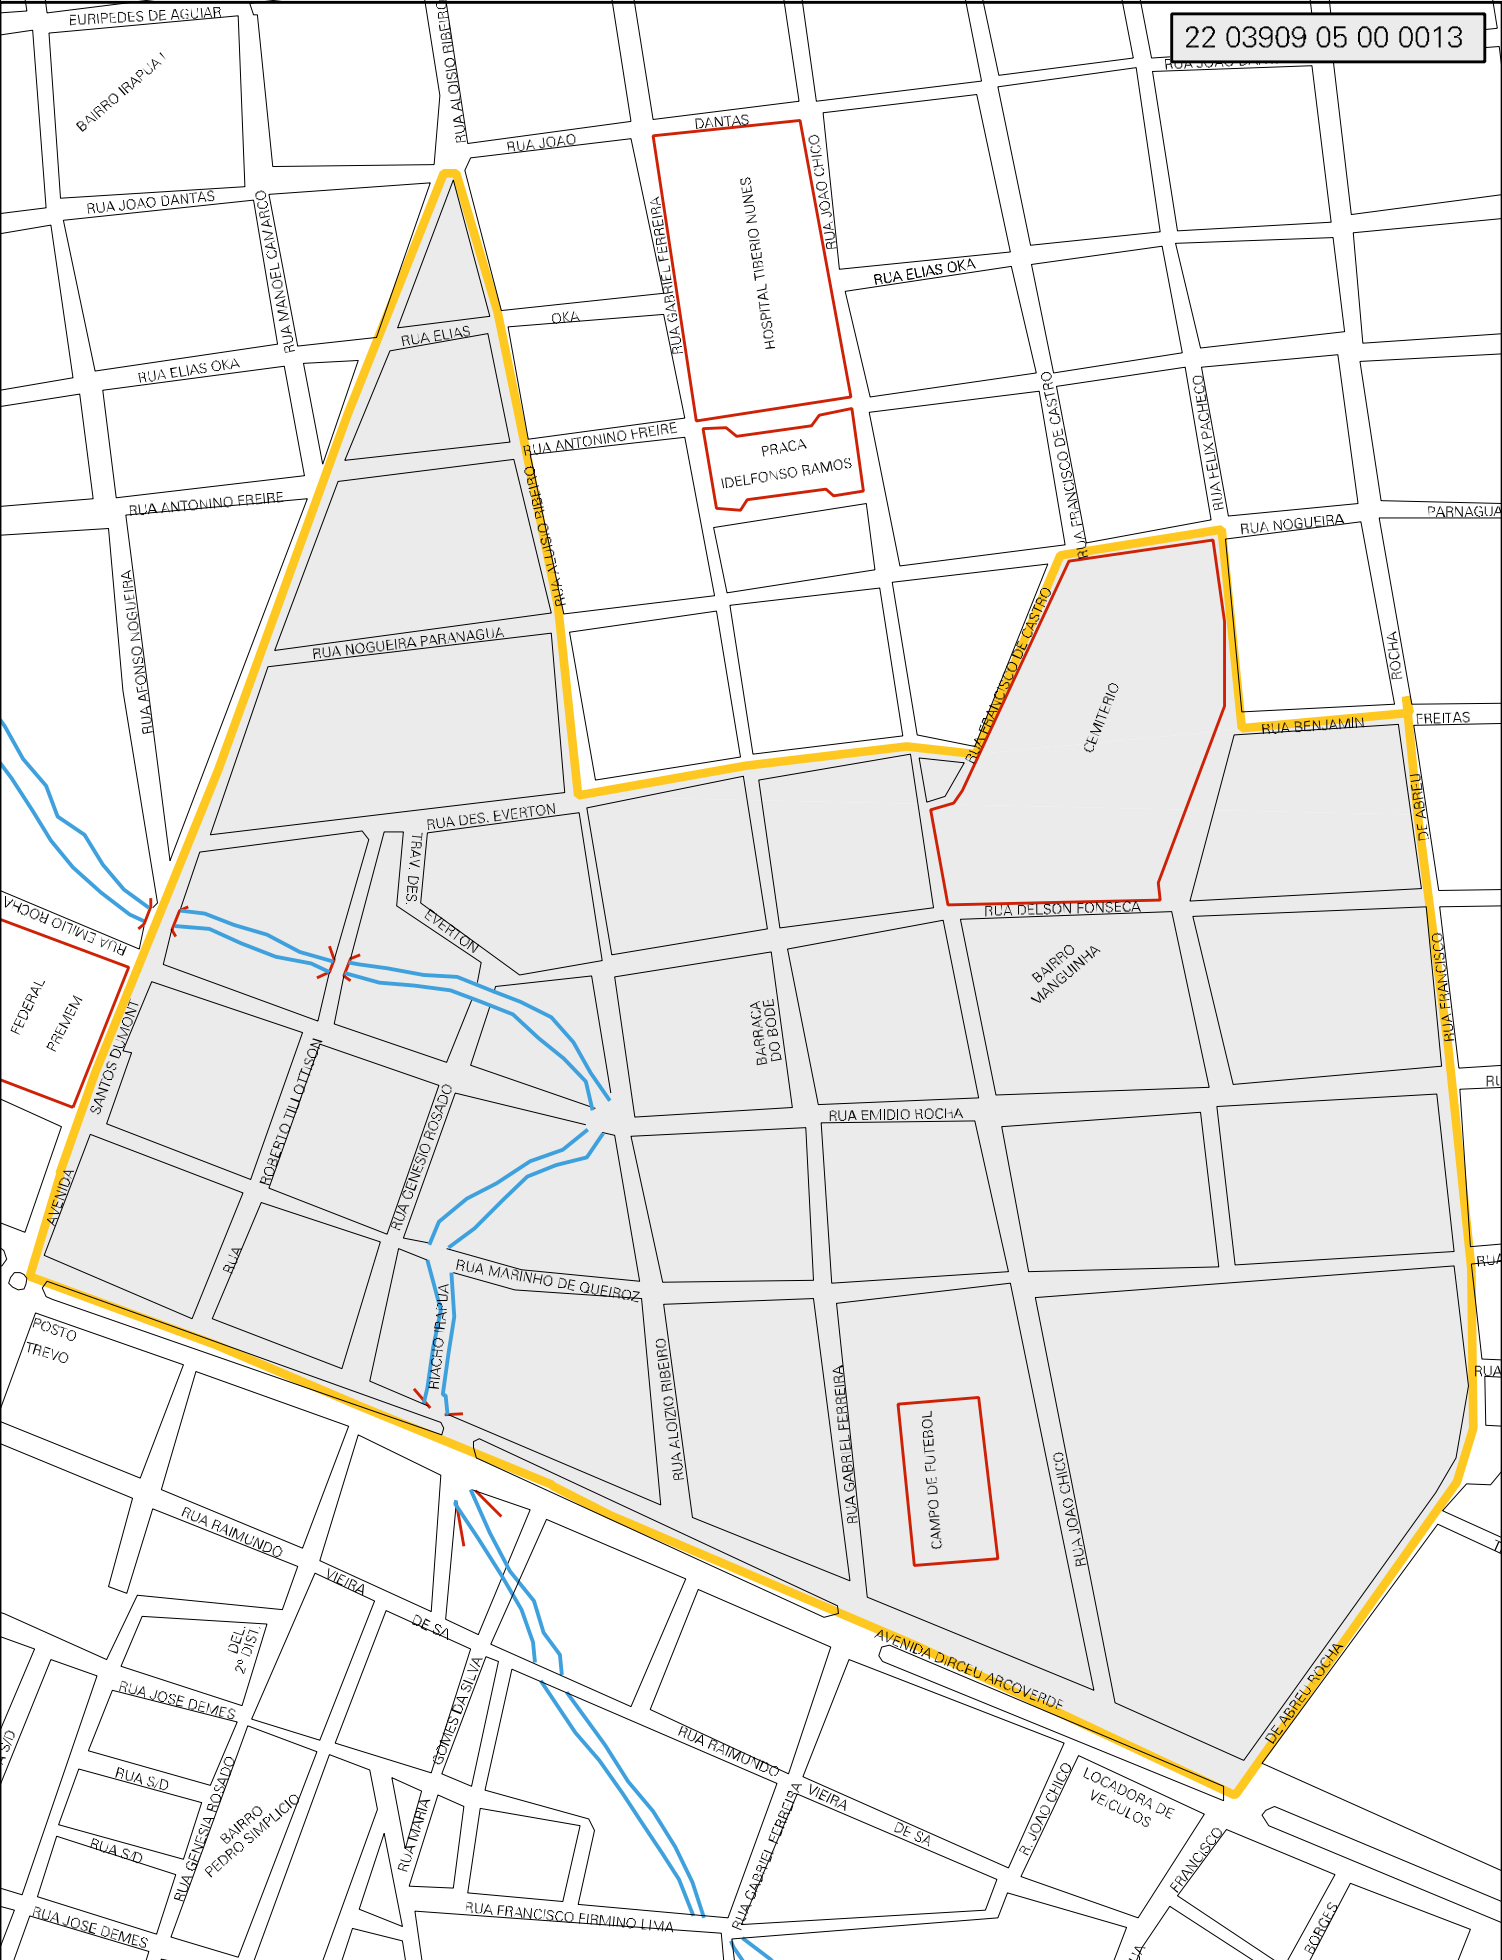 EURIPEDES DE AGUIAR
22 03909 05 00 0013
BAIRRO IRAPUA I
RUA ALOISIO RIBEIRO
RUA JOAO
DANTAS
RUA JOAO CHICO
RUA JOAO DANTAS
RUA MANOEL CAMARCO
RUA GABRIEL FERREIRA
HOSPITAL TIBERIO NUNES
RUA ELIAS OKA
RUA ELIAS
OKA
RUA ELIAS OKA
RUA ANTONINO FREIRE
PRACA
IDELFONSO RAMOS
RUA FRANCISCO DE CASTRO
RUA FELIX PACHECO
RUA ANTONINO FREIRE
RUA ALUISIO RIBEIRO
RUA NOGUEIRA
PARNAGUA
RUA AFONSO NOGUEIRA
RUA NOGUEIRA PARANAGUA
RUA FRANCISCO DE CASTRO
CEMITERIO
ROCHA
RUA BENJAMIN
FREITAS
DE ABREU
RUA DES. EVERTON
TRAV. DES.
EVERTON
RUA EMILIO ROCHA
RUA DELSON FONSECA
FEDERAL
PREMEM
SANTOS DUMONT
BAIRRO
MANGUINHA
RUA FRANCISCO
BARRACA
DO BODE
ROBERTO TILLOTISON
RUA GENESIO ROSADO
RUA EMIDIO ROCHA
AVENIDA
RUA
RUA MARINHO DE QUEIROZ
RUA
RIACHO IRAPUA
POSTO
TREVO
RUA ALOIZIO RIBEIRO
RUA GABRIEL FERREIRA
CAMPO DE FUTEBOL
RUA JOAO CHICO
RUA
RUA RAIMUNDO
VIEIRA
DE SA
DEL.
2º DIST.
AVENIDA DIRCEU ARCOVERDE
DE ABREU ROCHA
RUA JOSE DEMES
GOMES DA SILVA
S/D
RUA S/D
RUA RAIMUNDO
VIEIRA
DE SA
R. JOAO CHICO
LOCADORA DE
VEICULOS
RUA GENESIA ROSADO
BAIRRO
PEDRO SIMPLICIO
RUA MARIA
RUA S/D
RUA GABRIEL FERREIRA
FRANCISCO
RUA JOSE DEMES
RUA FRANCISCO FIRMINO LIMA
BORGES